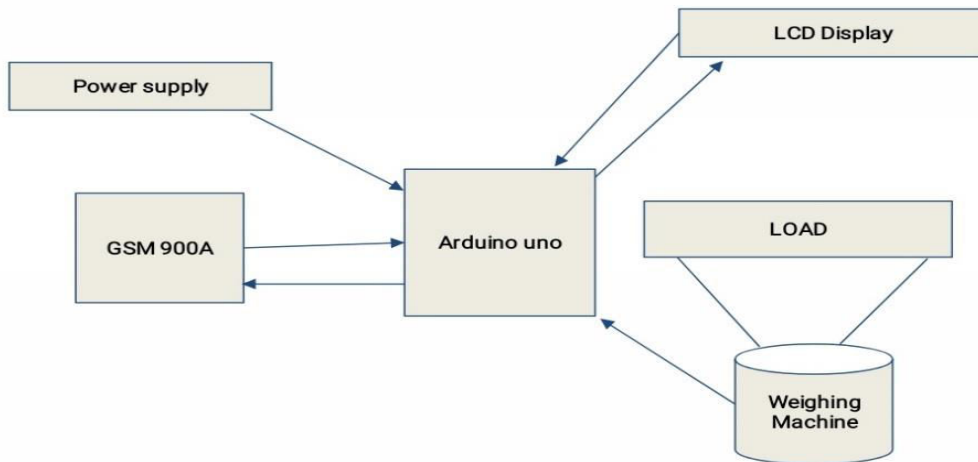 LCD Display
Power supply
GSM 900A
Arduino uno
LOAD
Weighing
Machine